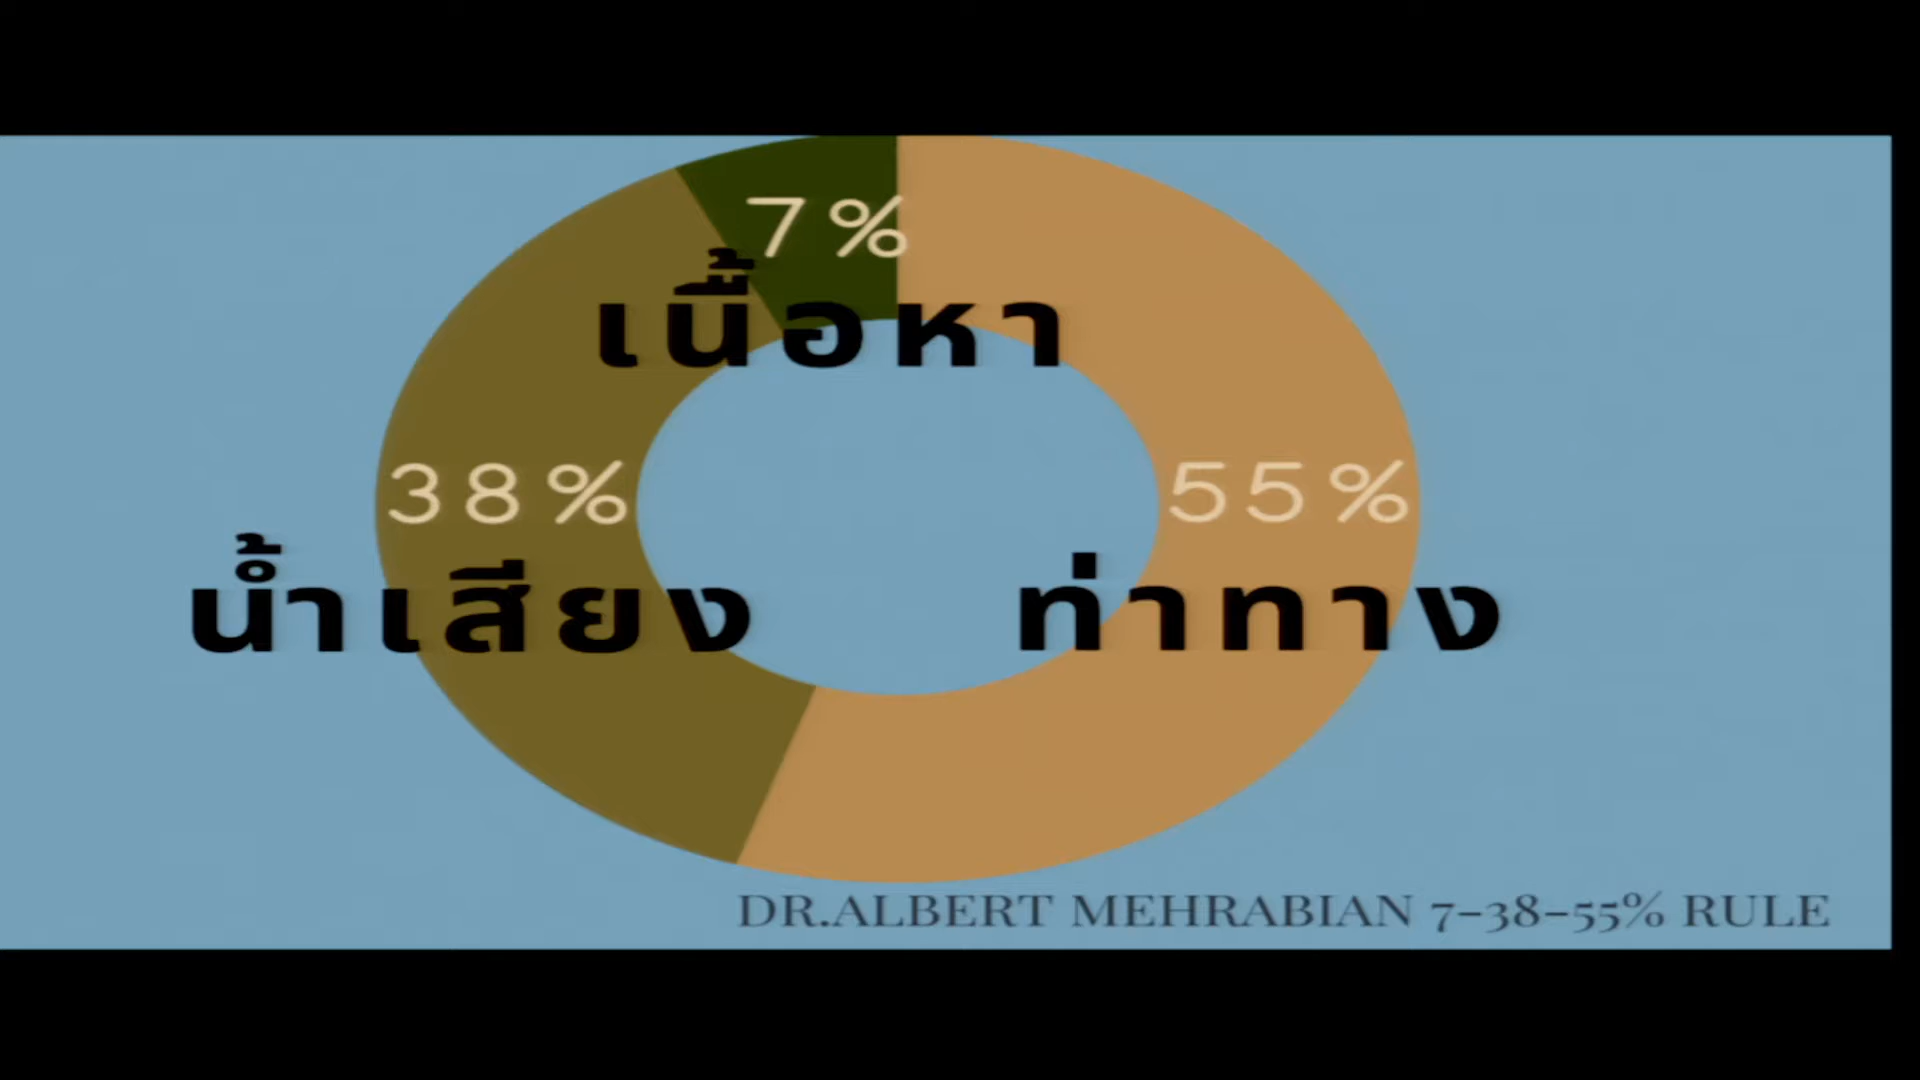 7%
เนื้อหา
38%
55%
น้ำเสียง
ท่าทาง
DR.ALBERT MEHRABIAN 7-38-55% RULE